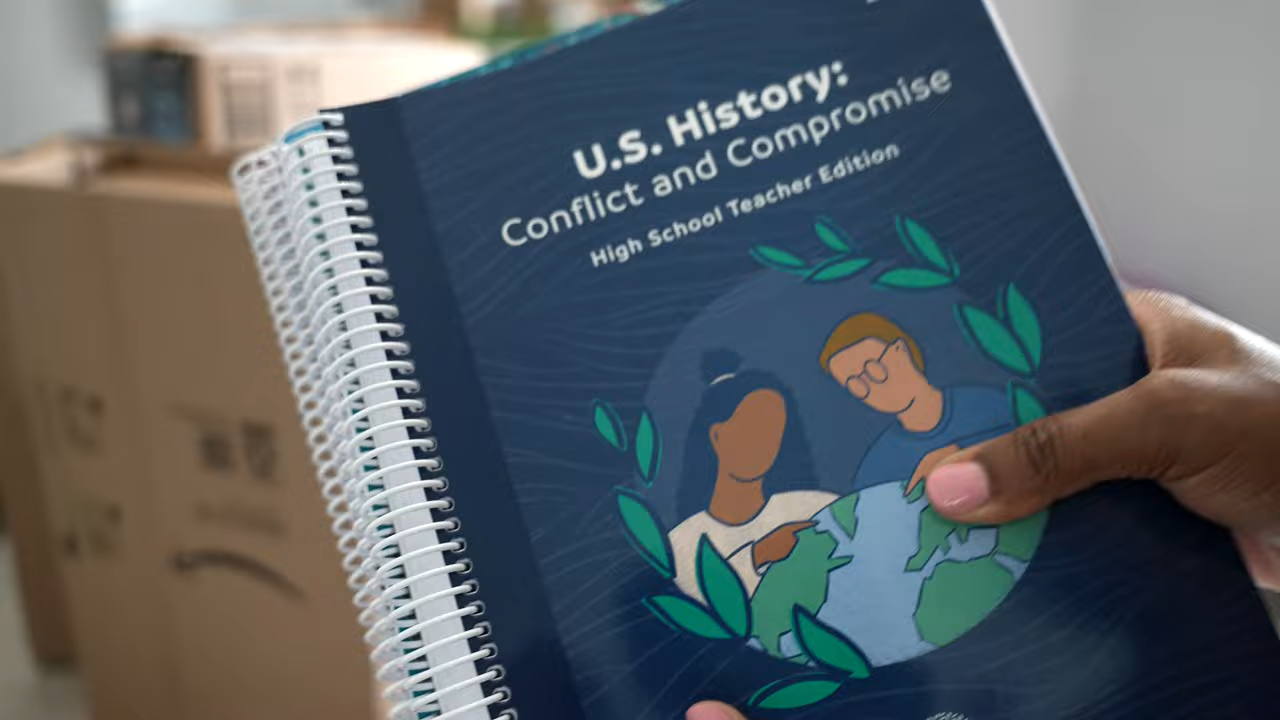 U.S. History:
Conflict and Compromise
High School Teacher Edition